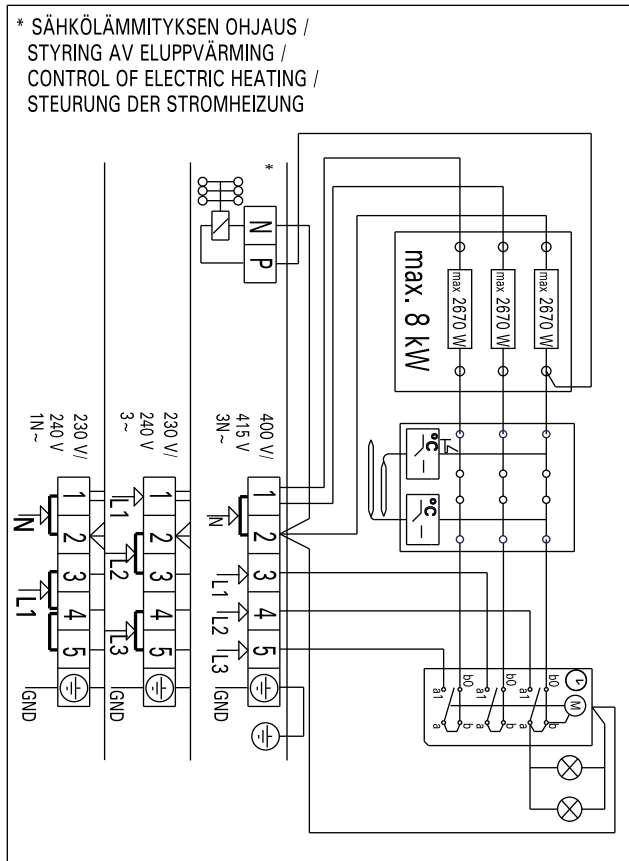 * SÄHKÖLÄMMITYKSEN OHJAUS /
STYRING AV ELUPPVÄRMING /
CONTROL OF ELECTRIC HEATING /
STEURUNG DER STROMHEIZUNG
*
N
P
max. 8 kW
max 2670 W
max 2670 W
max 2670 W
°C
°C
230 V/
240 V
1N~
1
2
3
4
5
N
L1
GND
230 V/
240 V
3~
1
2
3
4
5
L1
L2
L3
GND
400 V/
415 V
3N~
1
2
3
4
5
N
L1
L2
L3
GND
1
M
b0
a1
b0
a1
b0
a1
a
b
a
b
a
b